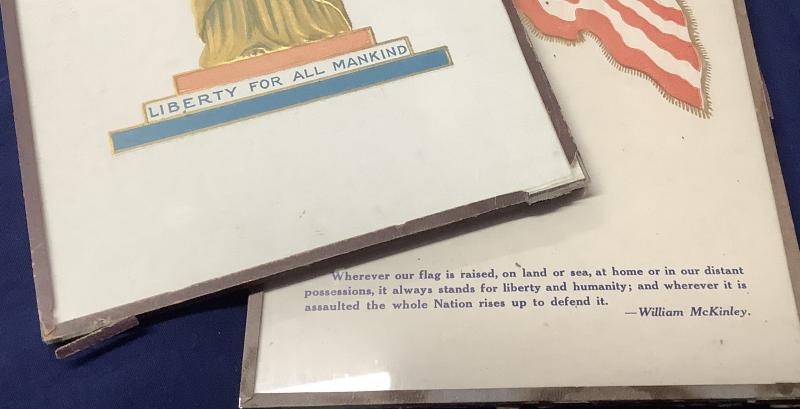 LIBERTY FOR ALL MANKIND
Wherever our flag is raised, on land or sea, at home or in our distant
possessions, it always stands for liberty and humanity; and wherever it is
assaulted the whole Nation rises up to defend it.
—William McKinley.